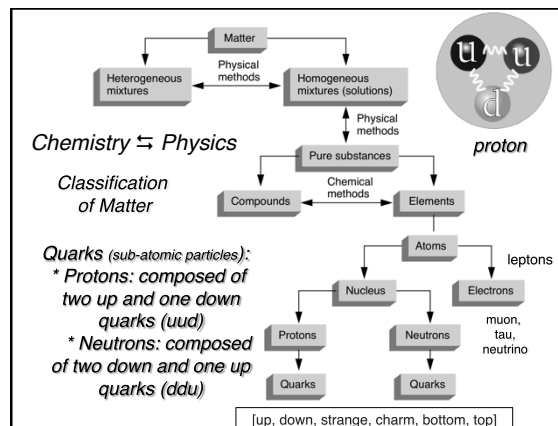 Matter
Heterogeneous
mixtures
Physical
methods
Homogeneous
mixtures (solutions)
u u
d
proton
Physical
methods
Chemistry ⇆ Physics
Pure substances
Classification
of Matter
Compounds
Chemical
methods
Elements
Atoms
leptons
Quarks (sub-atomic particles):
* Protons: composed of
two up and one down
quarks (uud)
* Neutrons: composed
of two down and one up
quarks (ddu)
Nucleus
Electrons
muon,
tau,
neutrino
Protons
Neutrons
Quarks
Quarks
[up, down, strange, charm, bottom, top]